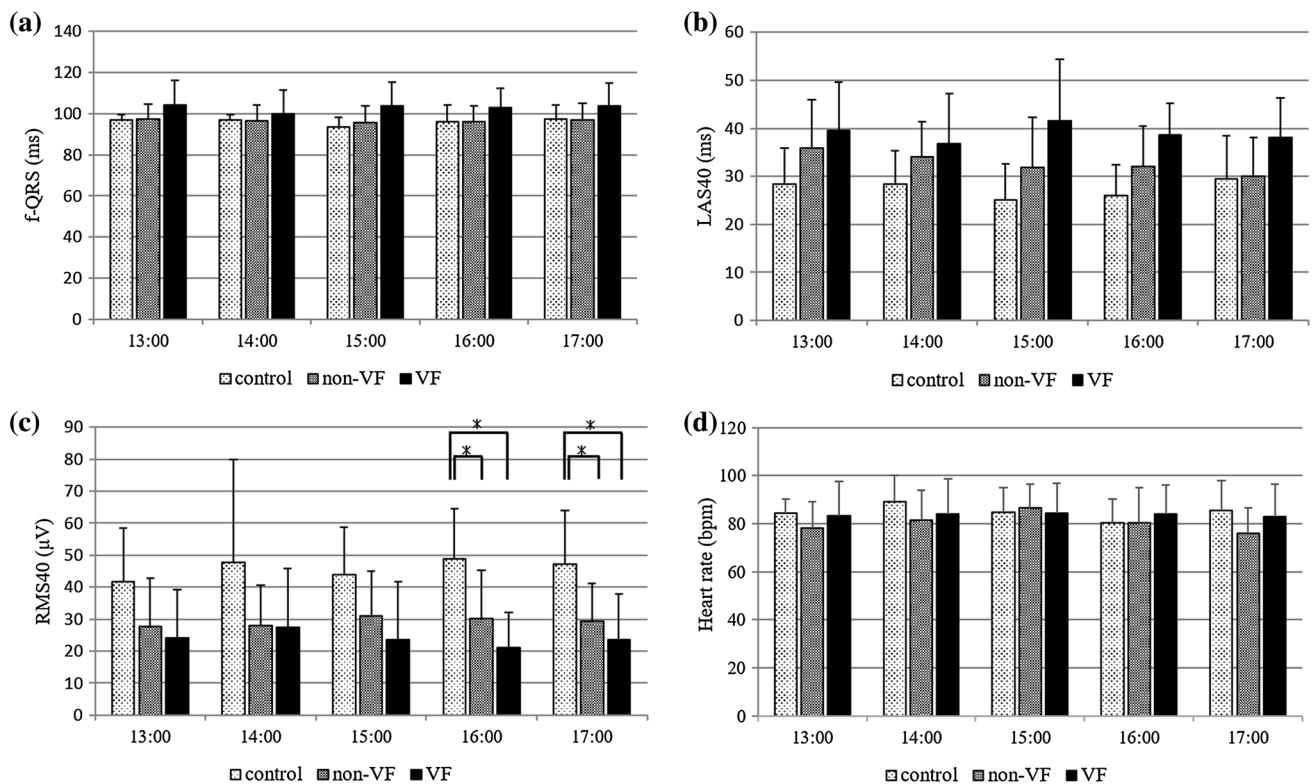 (a)
140
120
100
80
60
40
20
0
f-QRS (ms)
13:00 14:00 15:00 16:00 17:00
control non-VF VF
(b)
60
50
40
30
20
10
0
LAS40 (ms)
13:00 14:00 15:00 16:00 17:00
control non-VF VF
(c)
90
80
70
60
50
40
30
20
10
0
RMS40 (μV)
* *
* *
13:00 14:00 15:00 16:00 17:00
control non-VF VF
(d)
120
100
80
60
40
20
0
Heart rate (bpm)
13:00 14:00 15:00 16:00 17:00
control non-VF VF